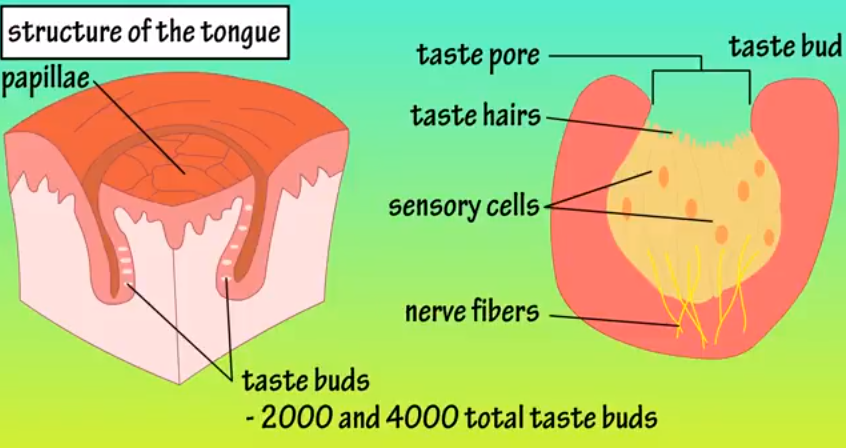 structure of the tongue
papillae
taste buds
- 2000 and 4000 total taste buds
taste bud
taste pore
taste hairs
sensory cells
nerve fibers